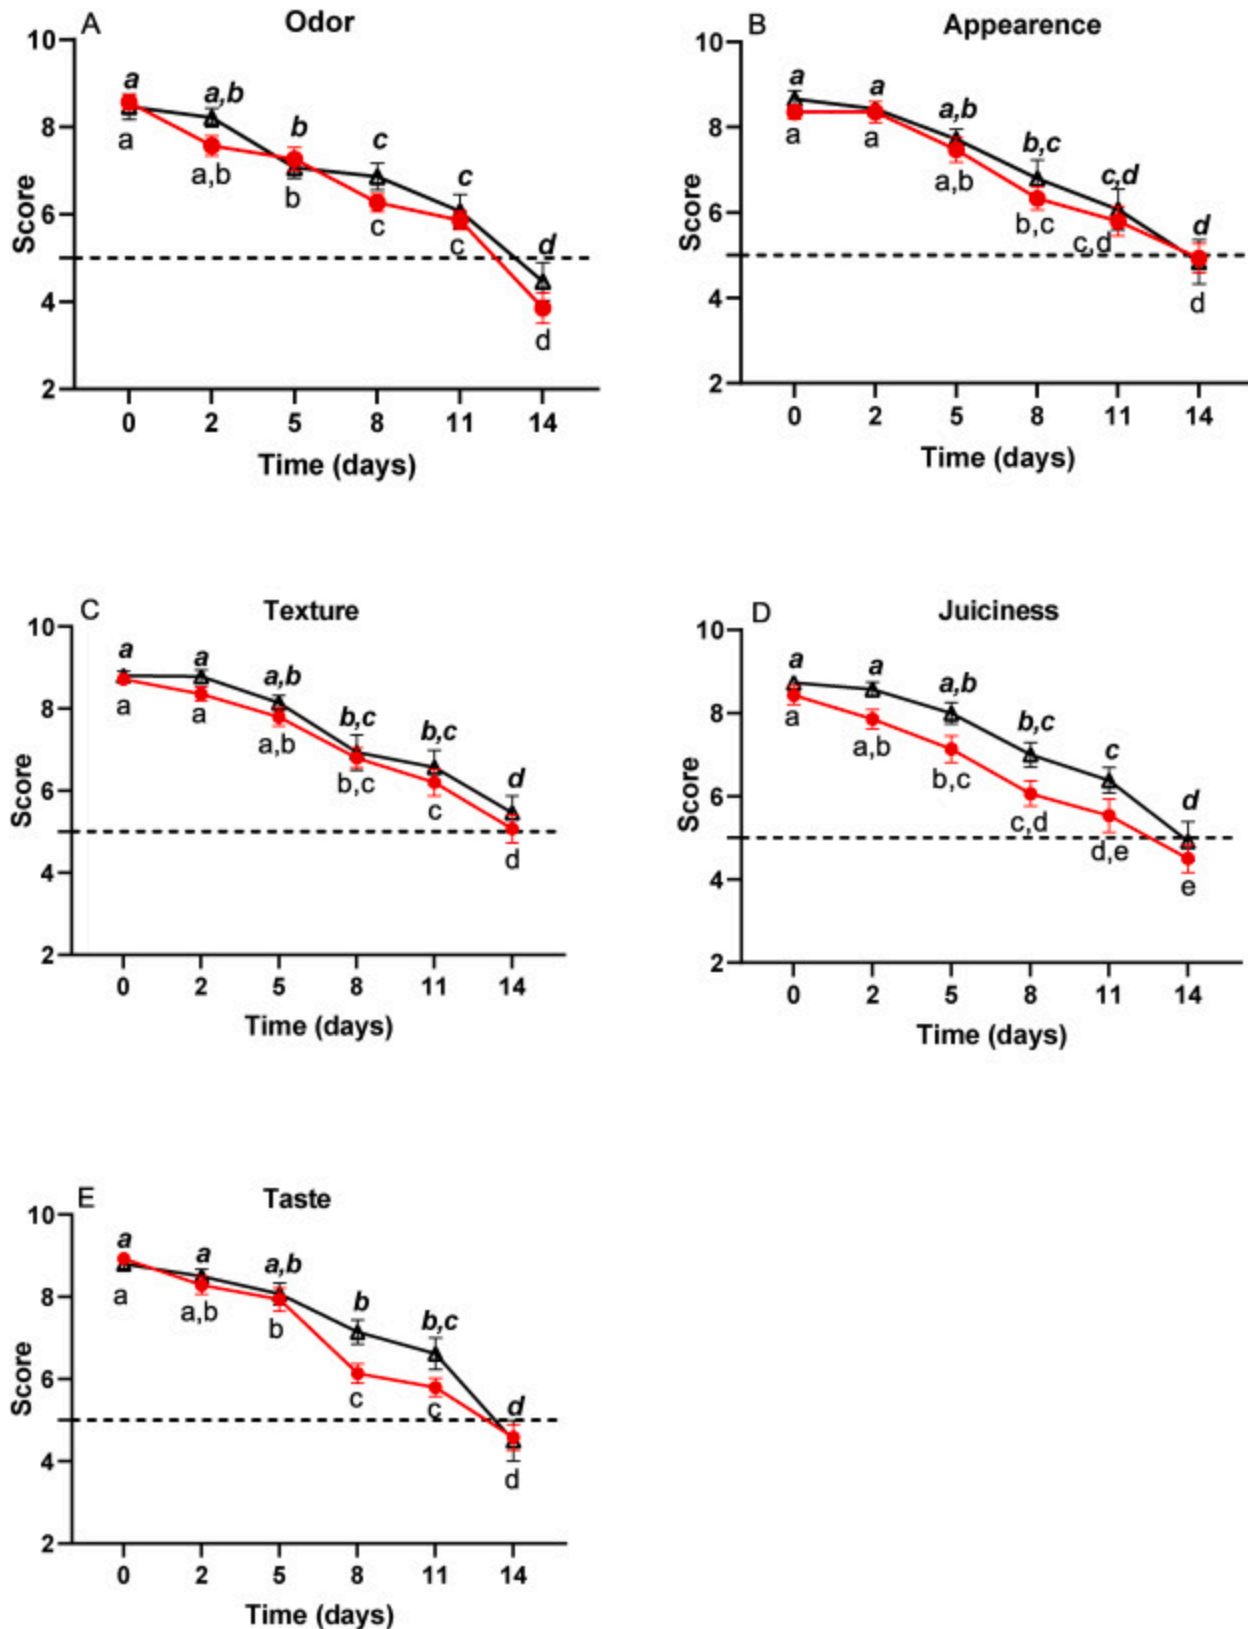 A
Odor
10
8
6
4
2
Score
a
a,b
b
c
c
d
a
a,b
b
c
c
d
0 2 5 8 11 14
Time (days)
B
Appearence
10
8
6
4
2
Score
a
a
a,b
b,c
c,d
d
a
a
a,b
b,c
c,d
d
0 2 5 8 11 14
Time (days)
C
Texture
10
8
6
4
2
Score
a
a
a,b
b,c
b,c
d
a
a
a,b
b,c
c
d
0 2 5 8 11 14
Time (days)
D
Juiciness
10
8
6
4
2
Score
a
a
a,b
b,c
c
d
a
a,b
b,c
c,d
d,e
e
0 2 5 8 11 14
Time (days)
E
Taste
10
8
6
4
2
Score
a
a
a,b
b
b,c
d
a
a,b
b
c
c
d
0 2 5 8 11 14
Time (days)